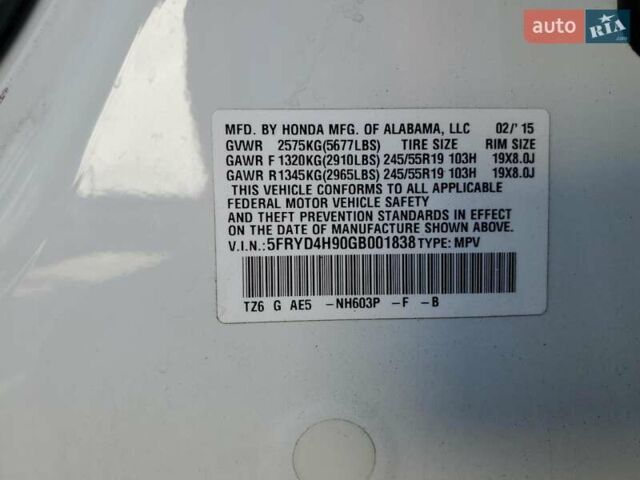 auto RIA
.com
MFD. BY HONDA MFG. OF ALABAMA, LLC 02/'15
GVWR 2575KG(5677LBS) TIRE SIZE RIM SIZE
GAWR F 1320KG(2910LBS) 245/55R19 103H 19X8.0J
GAWR R 1345KG(2965LBS) 245/55R19 103H 19X8.0J
THIS VEHICLE CONFORMS TO ALL APPLICABLE
FEDERAL MOTOR VEHICLE SAFETY
AND THEFT PREVENTION STANDARDS IN EFFECT
ON THE DATE OF MANUFACTURE SHOWN ABOVE.
V.I.N.: 5FRYD4H90GB001838 TYPE: MPV
TZ6 G AE5 -NH603P -F -B